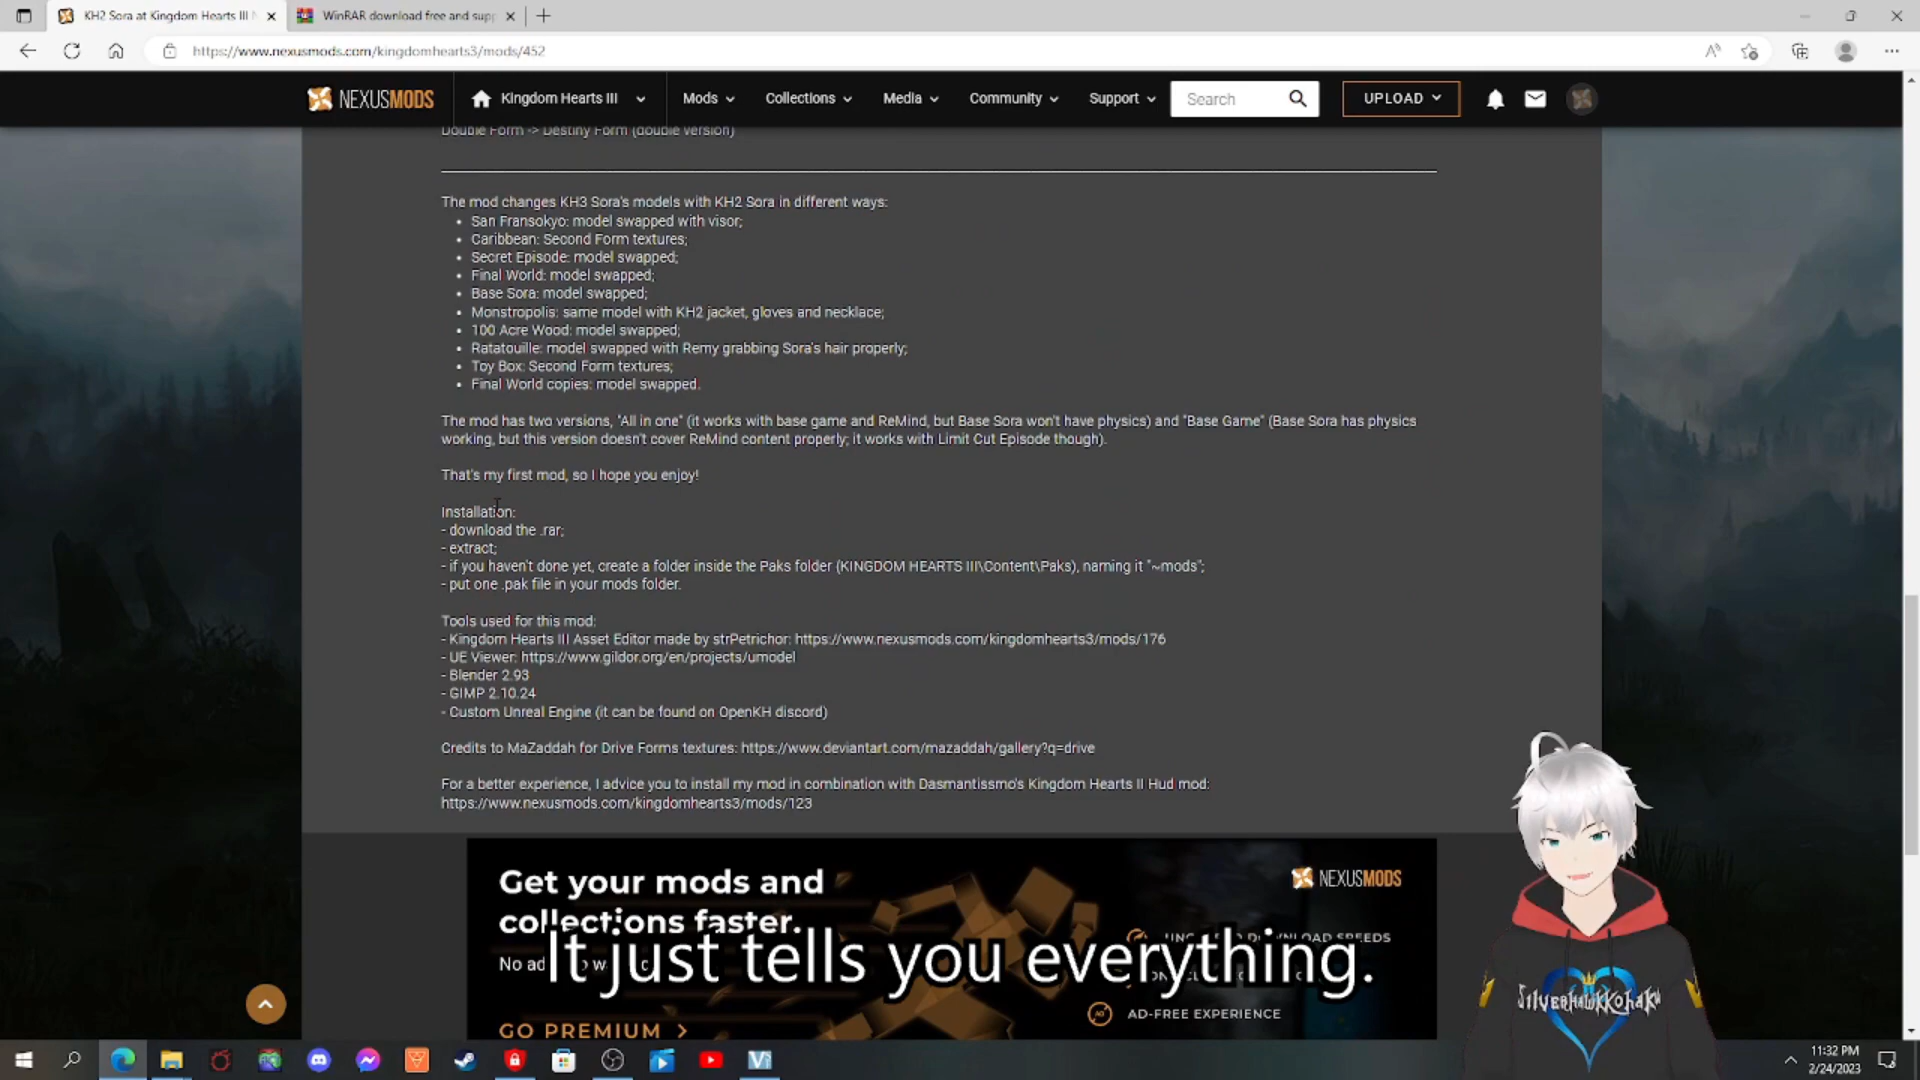 KH2 Sora at Kingdom Hearts III
WinRAR download free and supp
https://www.nexusmods.com/kingdomhearts3/mods/452
NEXUSMODS
Kingdom Hearts III
Mods
Collections
Media
Community
Support
Search
UPLOAD
Double Form -> Destiny Form (double version)
The mod changes KH3 Sora's models with KH2 Sora in different ways:
• San Fransokyo: model swapped with visor;
• Caribbean: Second Form textures;
• Secret Episode: model swapped;
• Final World: model swapped;
• Base Sora: model swapped;
• Monstropolis: same model with KH2 jacket, gloves and necklace;
• 100 Acre Wood: model swapped;
• Ratatouille: model swapped with Remy grabbing Sora's hair properly;
• Toy Box: Second Form textures;
• Final World copies: model swapped.
The mod has two versions, "All in one" (it works with base game and ReMind, but Base Sora won't have physics) and "Base Game" (Base Sora has physics
working, but this version doesn't cover ReMind content properly; it works with Limit Cut Episode though).
That's my first mod, so I hope you enjoy!
Installation:
- download the .rar;
- extract;
- if you haven't done yet, create a folder inside the Paks folder (KINGDOM HEARTS III\Content\Paks), naming it "~mods";
- put one .pak file in your mods folder.
Tools used for this mod:
- Kingdom Hearts III Asset Editor made by strPetrichor: https://www.nexusmods.com/kingdomhearts3/mods/176
- UE Viewer: https://www.gildor.org/en/projects/umodel
- Blender 2.93
- GIMP 2.10.24
- Custom Unreal Engine (it can be found on OpenKH discord)
Credits to MaZaddah for Drive Forms textures: https://www.deviantart.com/mazaddah/gallery?q=drive
For a better experience, I advice you to install my mod in combination with Dasmantissmo's Kingdom Hearts II Hud mod:
https://www.nexusmods.com/kingdomhearts3/mods/123
Get your mods and
collections faster.
NEXUSMODS
It just tells you everything.
GO PREMIUM >
AD-FREE EXPERIENCE
SilverhawkKohaku
11:32 PM
2/24/2023